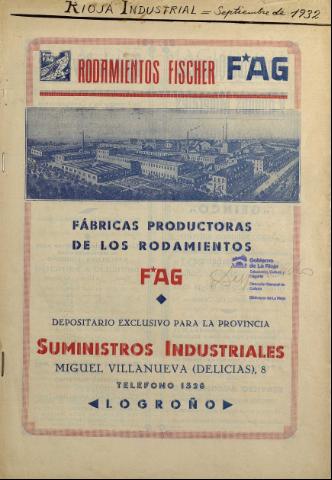 RIOJA INDUSTRIAL = Septiembre de 1932
RODAMIENTOS FISCHER FAG
FÁBRICAS PRODUCTORAS
DE LOS RODAMIENTOS
FAG
Gobierno
de La Rioja
DEPOSITARIO EXCLUSIVO PARA LA PROVINCIA
SUMINISTROS INDUSTRIALES
MIGUEL VILLANUEVA (DELICIAS), 8
TELEFONO 1326
LOGROÑO